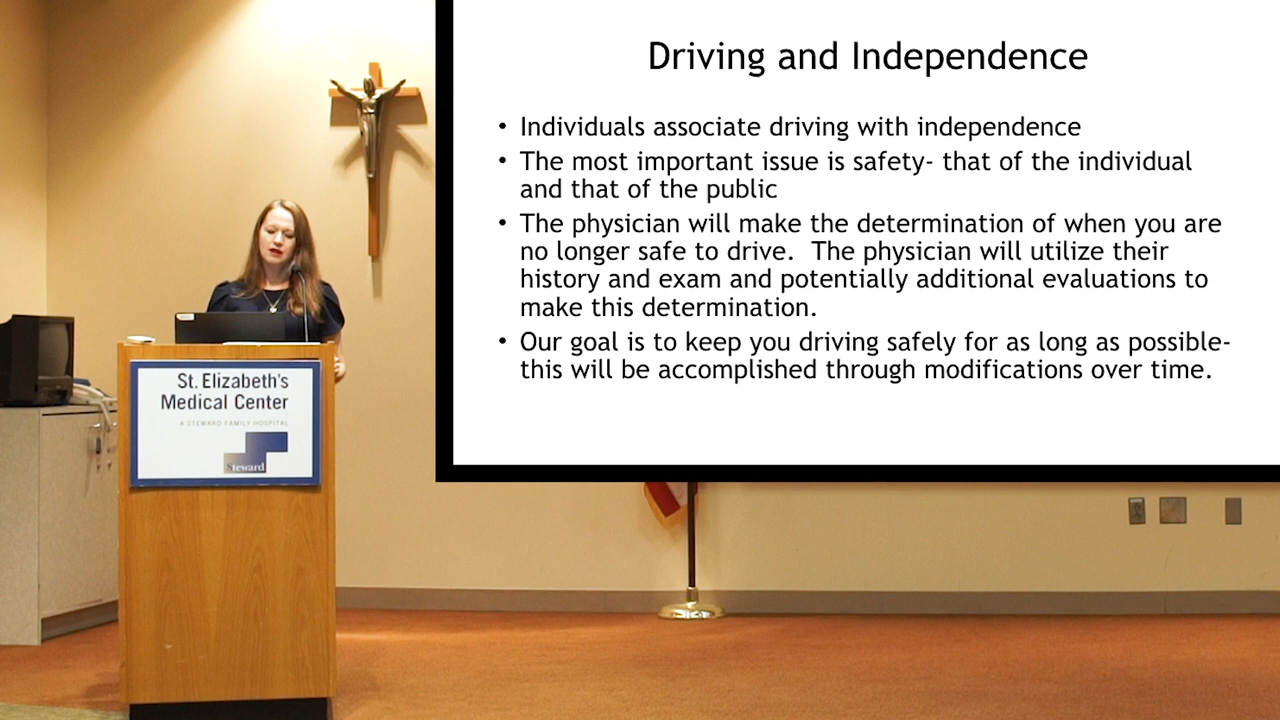 Driving and Independence
• Individuals associate driving with independence
• The most important issue is safety- that of the individual
and that of the public
• The physician will make the determination of when you are
no longer safe to drive.  The physician will utilize their
history and exam and potentially additional evaluations to
make this determination.
• Our goal is to keep you driving safely for as long as possible-
this will be accomplished through modifications over time.
St. Elizabeth's
Medical Center
A STEWARD FAMILY HOSPITAL
Steward